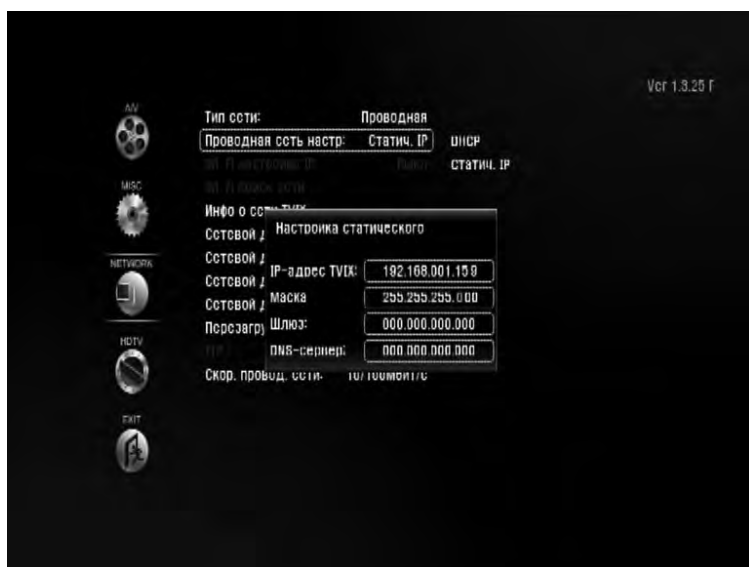 Ver 1.3.25 r
A/V
Тип сети: Проводная
Проводная сеть настр: Статич. IP DHCP
Статич. IP
MISC
Инфо о сети TVIX
Сетевой д
Настройка статического
NETWORK
Сетевой д
IP-адрес TVIX: 192.168.001.159
Сетевой д
Маска 255.255.255.000
Сетевой д
Шлюз: 000.000.000.000
Перезагру
DNS-сервер: 000.000.000.000
HDTV
Скор. провод. сети: 10/100Мбит/с
EXIT